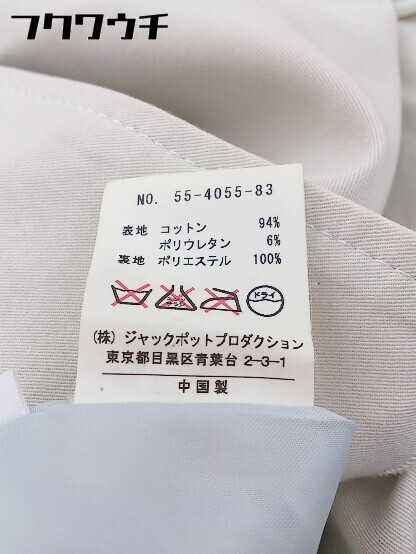 フクワウチ
NO. 55-4055-83
表地 コットン 94%
ポリウレタン 6%
裏地 ポリエステル 100%
ドライ
(株) ジャックポットプロダクション
東京都目黒区青葉台 2-3-1
中国製